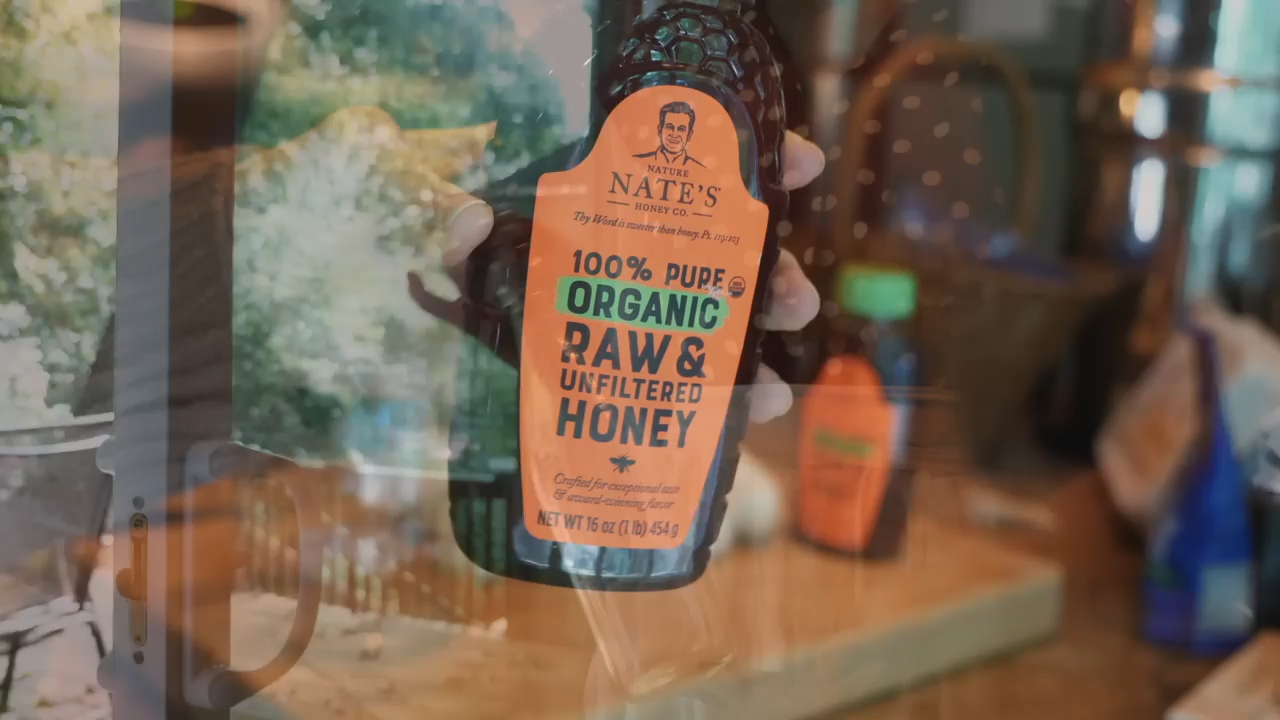 NATURE
NATE'S
HONEY CO.
Thy Word is sweeter than honey. Ps. 119:103
100% PURE
ORGANIC
RAW &
UNFILTERED
HONEY
Crafted for exceptional raw
& award-winning flavor
NET WT 16 oz (1 lb) 454 g